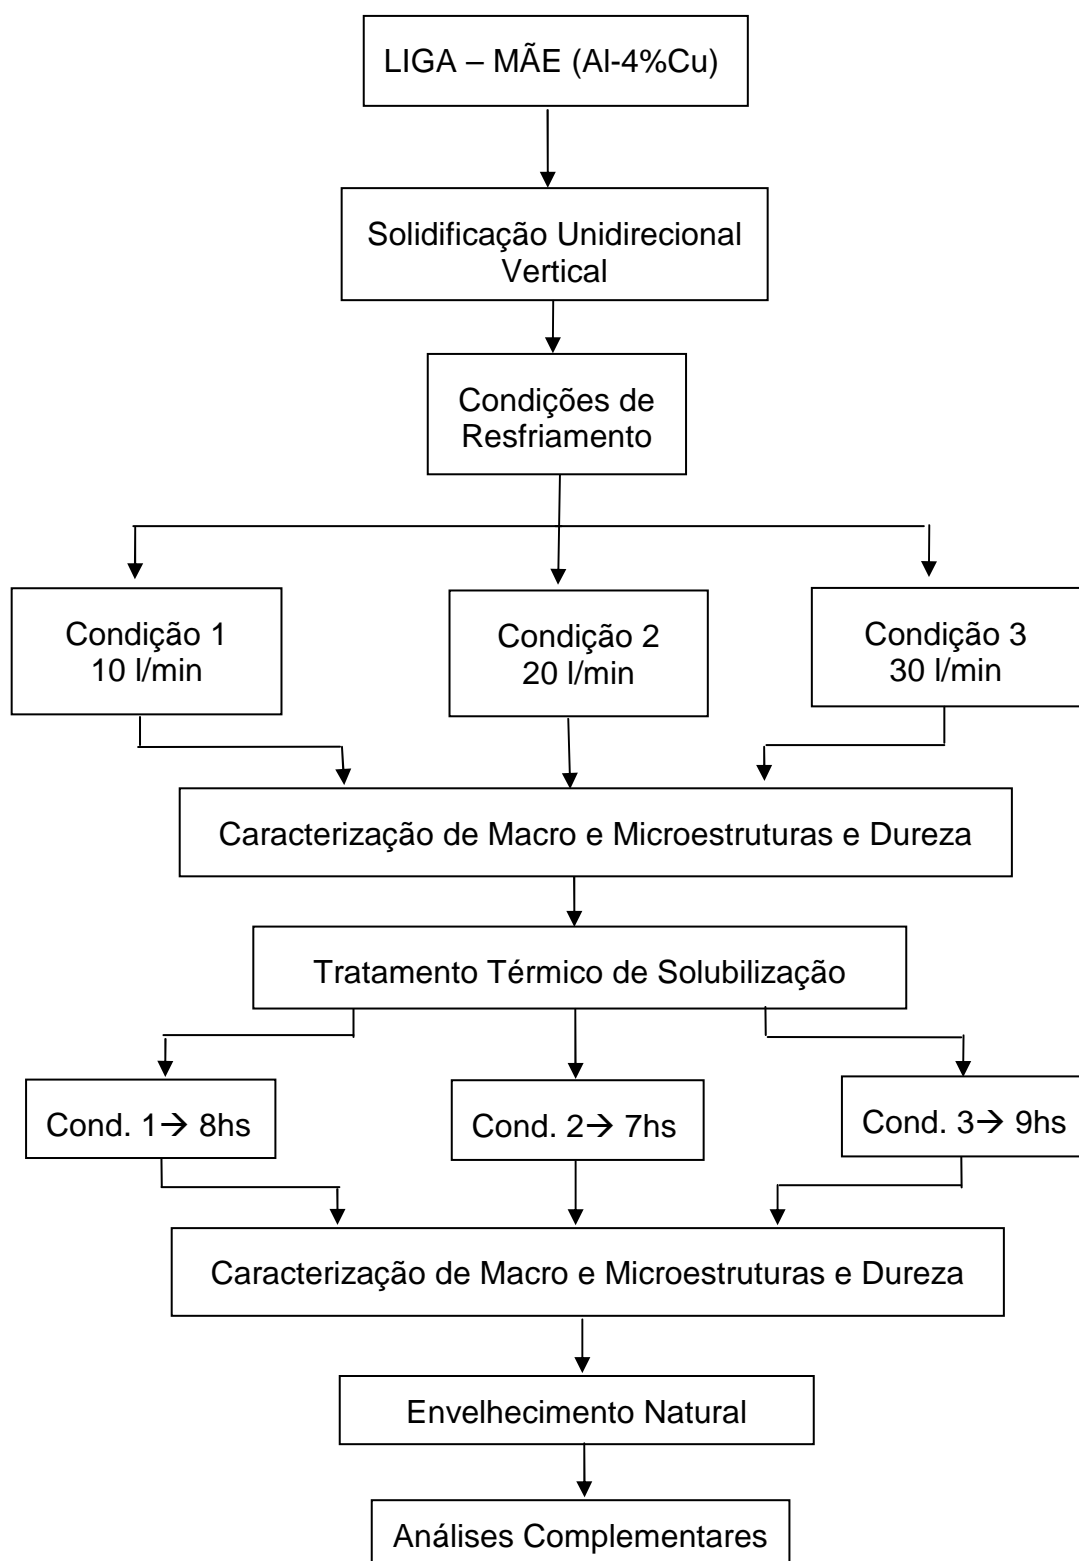 LIGA – MÃE (Al-4%Cu)
Solidificação Unidirecional
Vertical
Condições de
Resfriamento
Condição 1
10 l/min
Condição 2
20 l/min
Condição 3
30 l/min
Caracterização de Macro e Microestruturas e Dureza
Tratamento Térmico de Solubilização
Cond. 1→ 8hs
Cond. 2→ 7hs
Cond. 3→ 9hs
Caracterização de Macro e Microestruturas e Dureza
Envelhecimento Natural
Análises Complementares